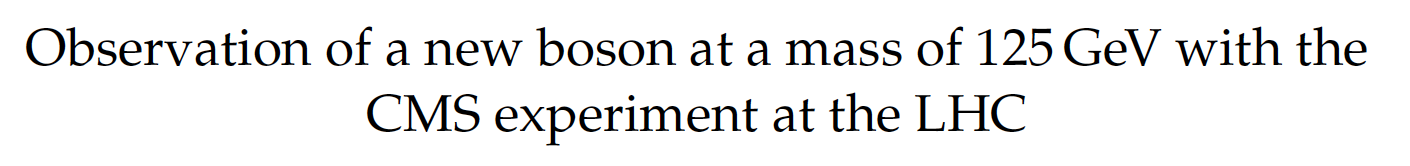 Observation of a new boson at a mass of 125 GeV with the
CMS experiment at the LHC